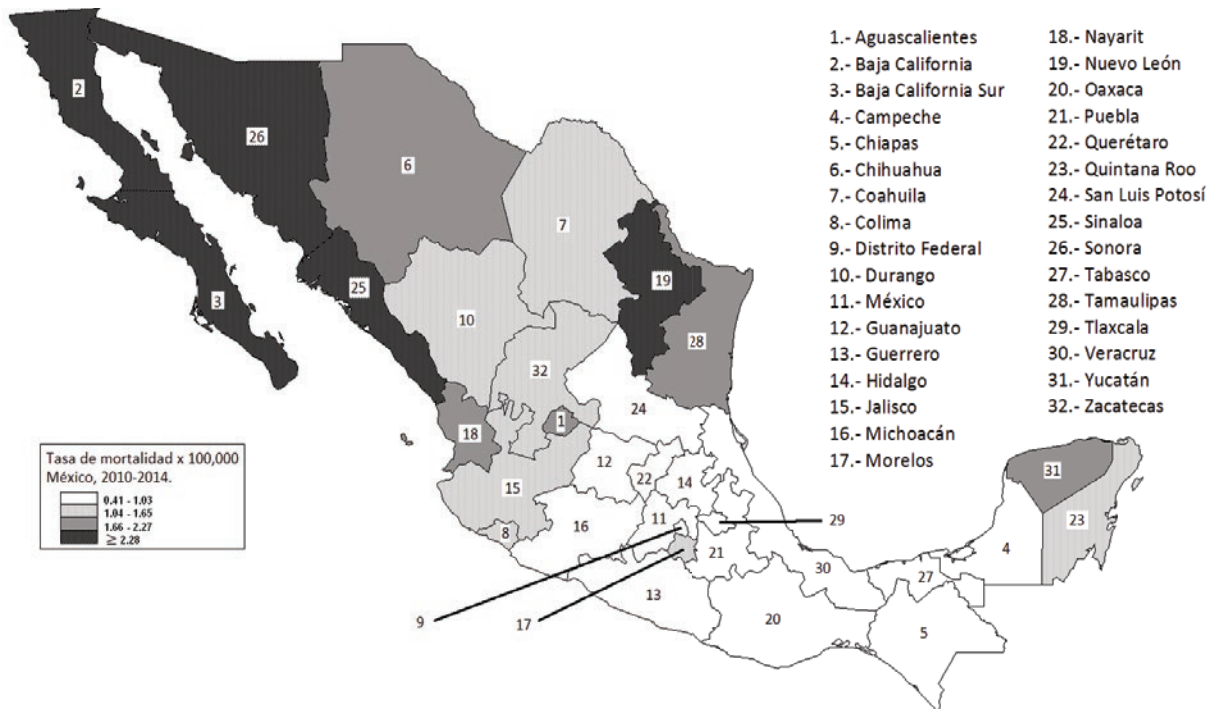 1.- Aguascalientes
2.- Baja California
3.- Baja California Sur
4.- Campeche
5.- Chiapas
6.- Chihuahua
7.- Coahuila
8.- Colima
9.- Distrito Federal
10.- Durango
11.- México
12.- Guanajuato
13.- Guerrero
14.- Hidalgo
15.- Jalisco
16.- Michoacán
17.- Morelos
18.- Nayarit
19.- Nuevo León
20.- Oaxaca
21.- Puebla
22.- Querétaro
23.- Quintana Roo
24.- San Luis Potosí
25.- Sinaloa
26.- Sonora
27.- Tabasco
28.- Tamaulipas
29.- Tlaxcala
30.- Veracruz
31.- Yucatán
32.- Zacatecas
2
26
6
7
3
25
19
10
28
32
1
24
18
12
22
14
15
31
23
8
16
11
29
21
4
30
27
9
17
13
20
5
Tasa de mortalidad x 100,000
México, 2010-2014.
0.41 - 1.03
1.04 - 1.65
1.66 - 2.27
≥ 2.28